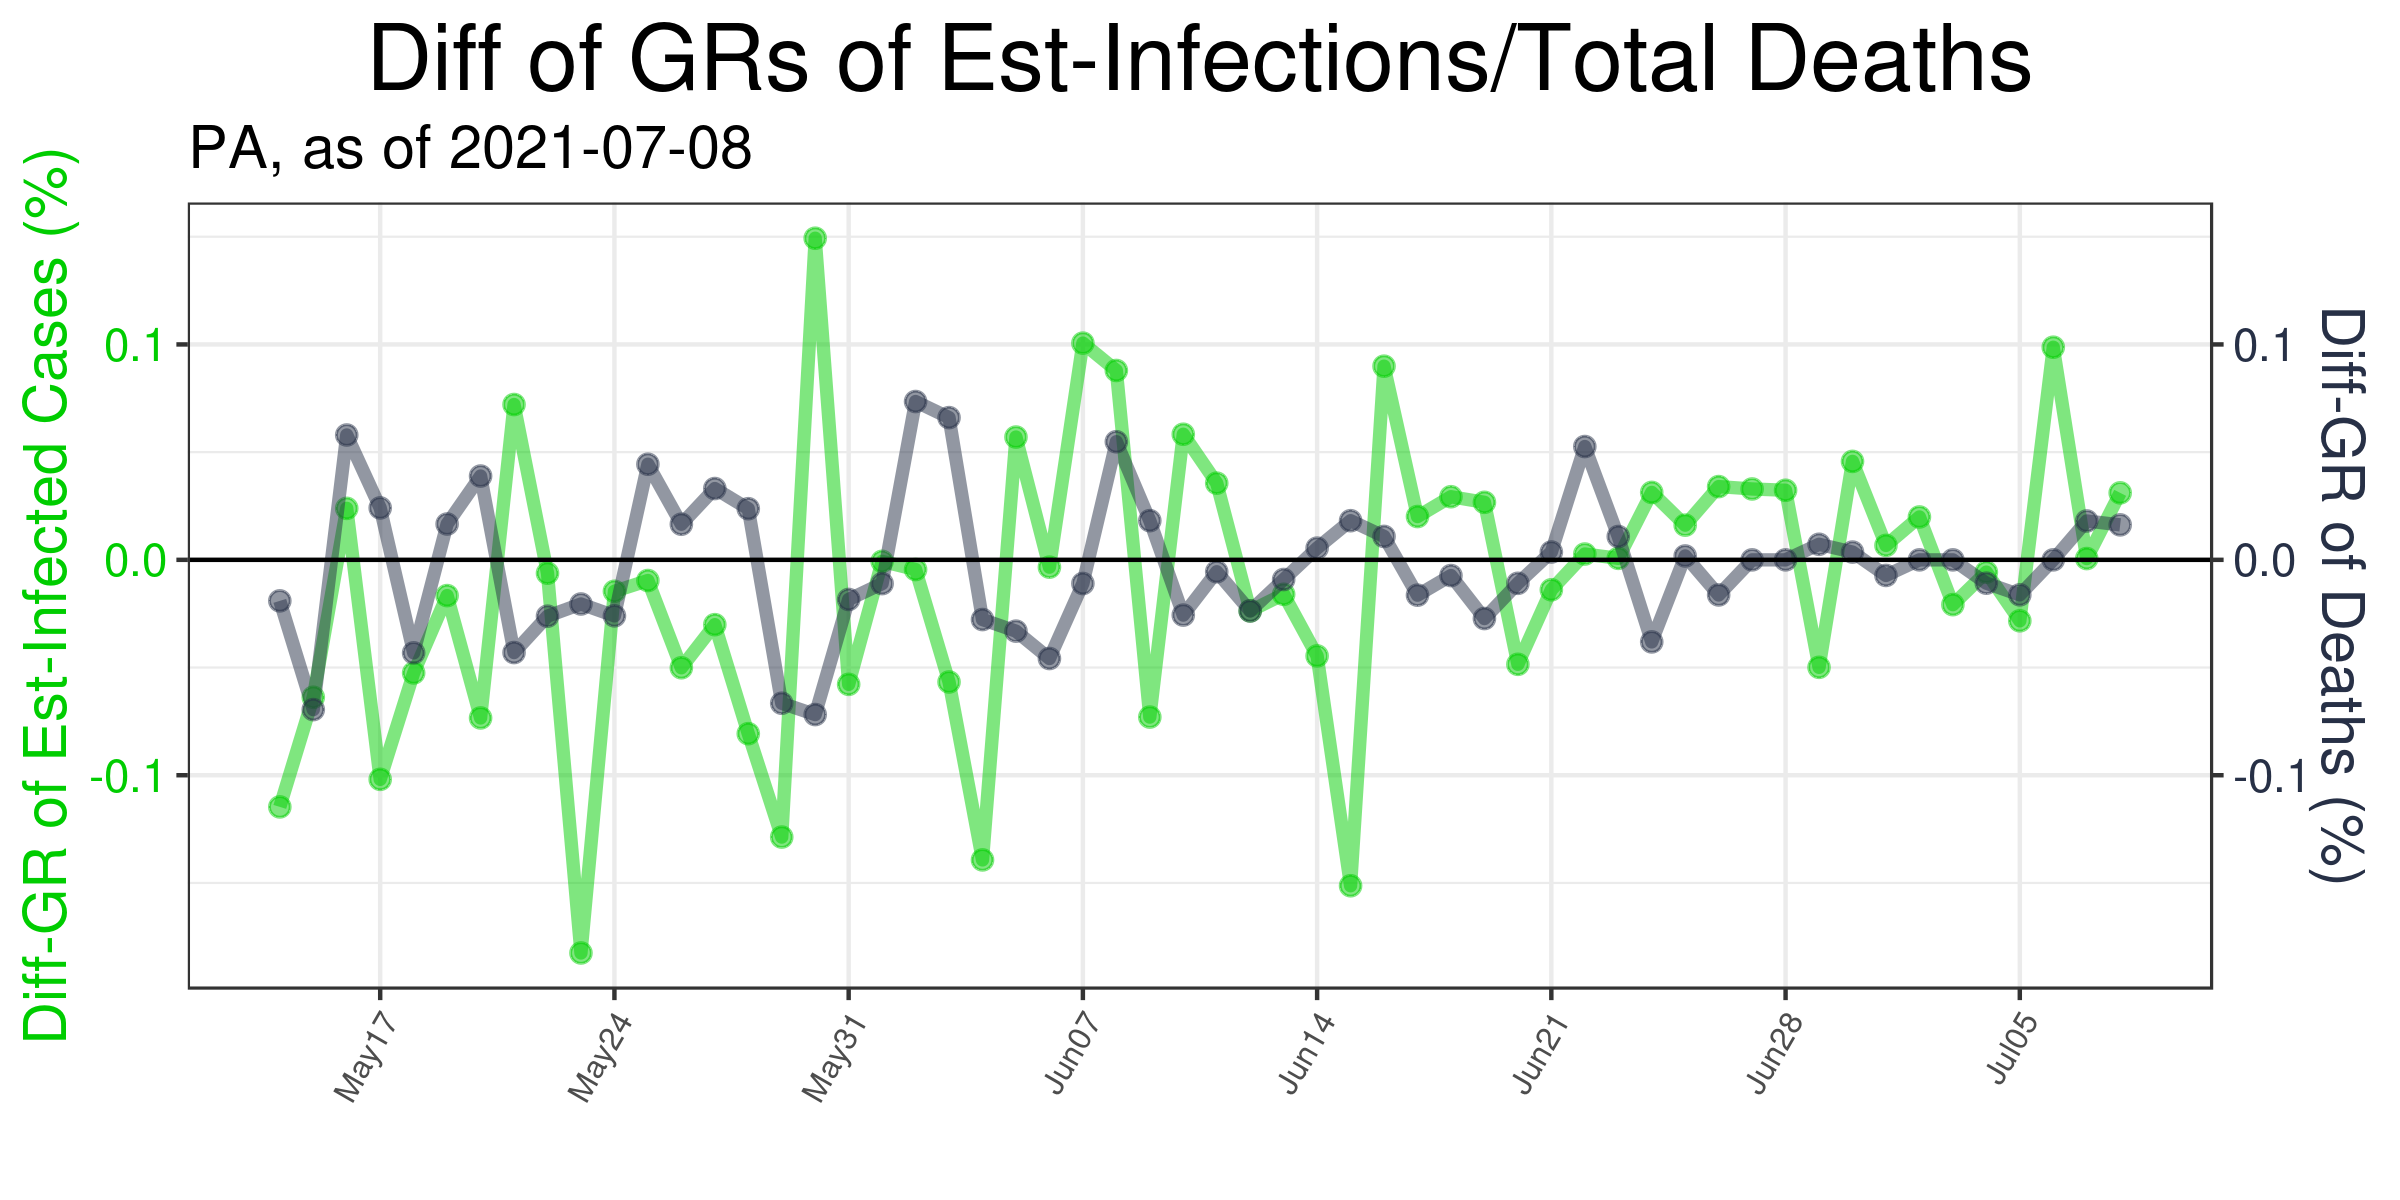 Diff of GRs of Est-Infections/Total Deaths
PA, as of 2021-07-08
Diff-GR of Est-Infected Cases (%)
0.1
0.0
-0.1
0.1
0.0
-0.1
Diff-GR of Deaths (%)
May17
May24
May31
Jun07
Jun14
Jun21
Jun28
Jul05